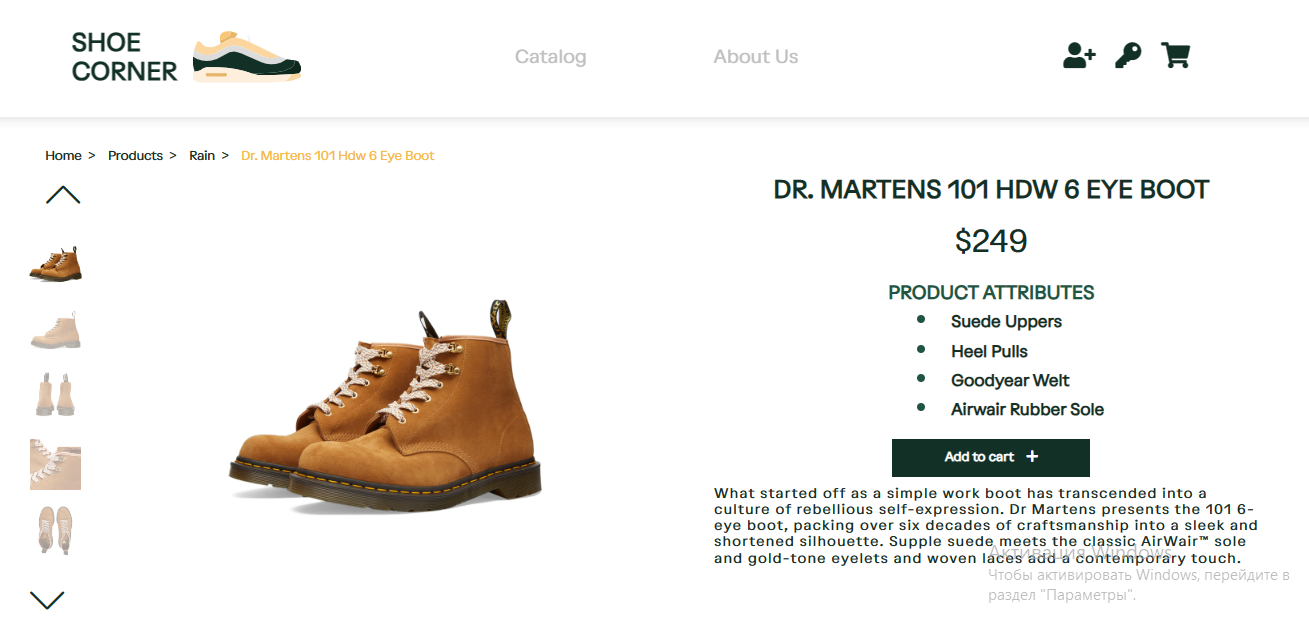 SHOE
CORNER
Catalog
About Us
Home > Products > Rain > Dr. Martens 101 Hdw 6 Eye Boot
DR. MARTENS 101 HDW 6 EYE BOOT
$249
PRODUCT ATTRIBUTES
• Suede Uppers
• Heel Pulls
• Goodyear Welt
• Airwair Rubber Sole
Add to cart +
What started off as a simple work boot has transcended into a
culture of rebellious self-expression. Dr Martens presents the 101 6-
eye boot, packing over six decades of craftsmanship into a sleek and
shortened silhouette. Supple suede meets the classic AirWair™ sole
and gold-tone eyelets and woven laces add a contemporary touch.
Активация Windows
Чтобы активировать Windows, перейдите в
раздел "Параметры".